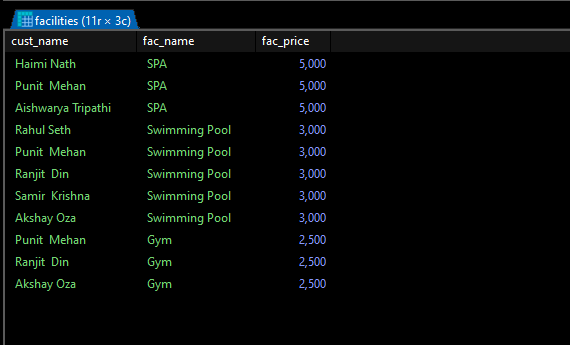 facilities (11r × 3c)
cust_name fac_name fac_price
Haimi Nath SPA 5,000
Punit  Mehan SPA 5,000
Aishwarya Tripathi SPA 5,000
Rahul Seth Swimming Pool 3,000
Punit  Mehan Swimming Pool 3,000
Ranjit  Din Swimming Pool 3,000
Samir  Krishna Swimming Pool 3,000
Akshay Oza Swimming Pool 3,000
Punit  Mehan Gym 2,500
Ranjit  Din Gym 2,500
Akshay Oza Gym 2,500